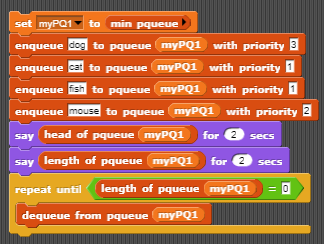 set myPQ1 to min pqueue
enqueue dog to pqueue myPQ1 with priority 3
enqueue cat to pqueue myPQ1 with priority 1
enqueue fish to pqueue myPQ1 with priority 1
enqueue mouse to pqueue myPQ1 with priority 2
say head of pqueue myPQ1 for 2 secs
say length of pqueue myPQ1 for 2 secs
repeat until length of pqueue myPQ1 = 0
dequeue from pqueue myPQ1